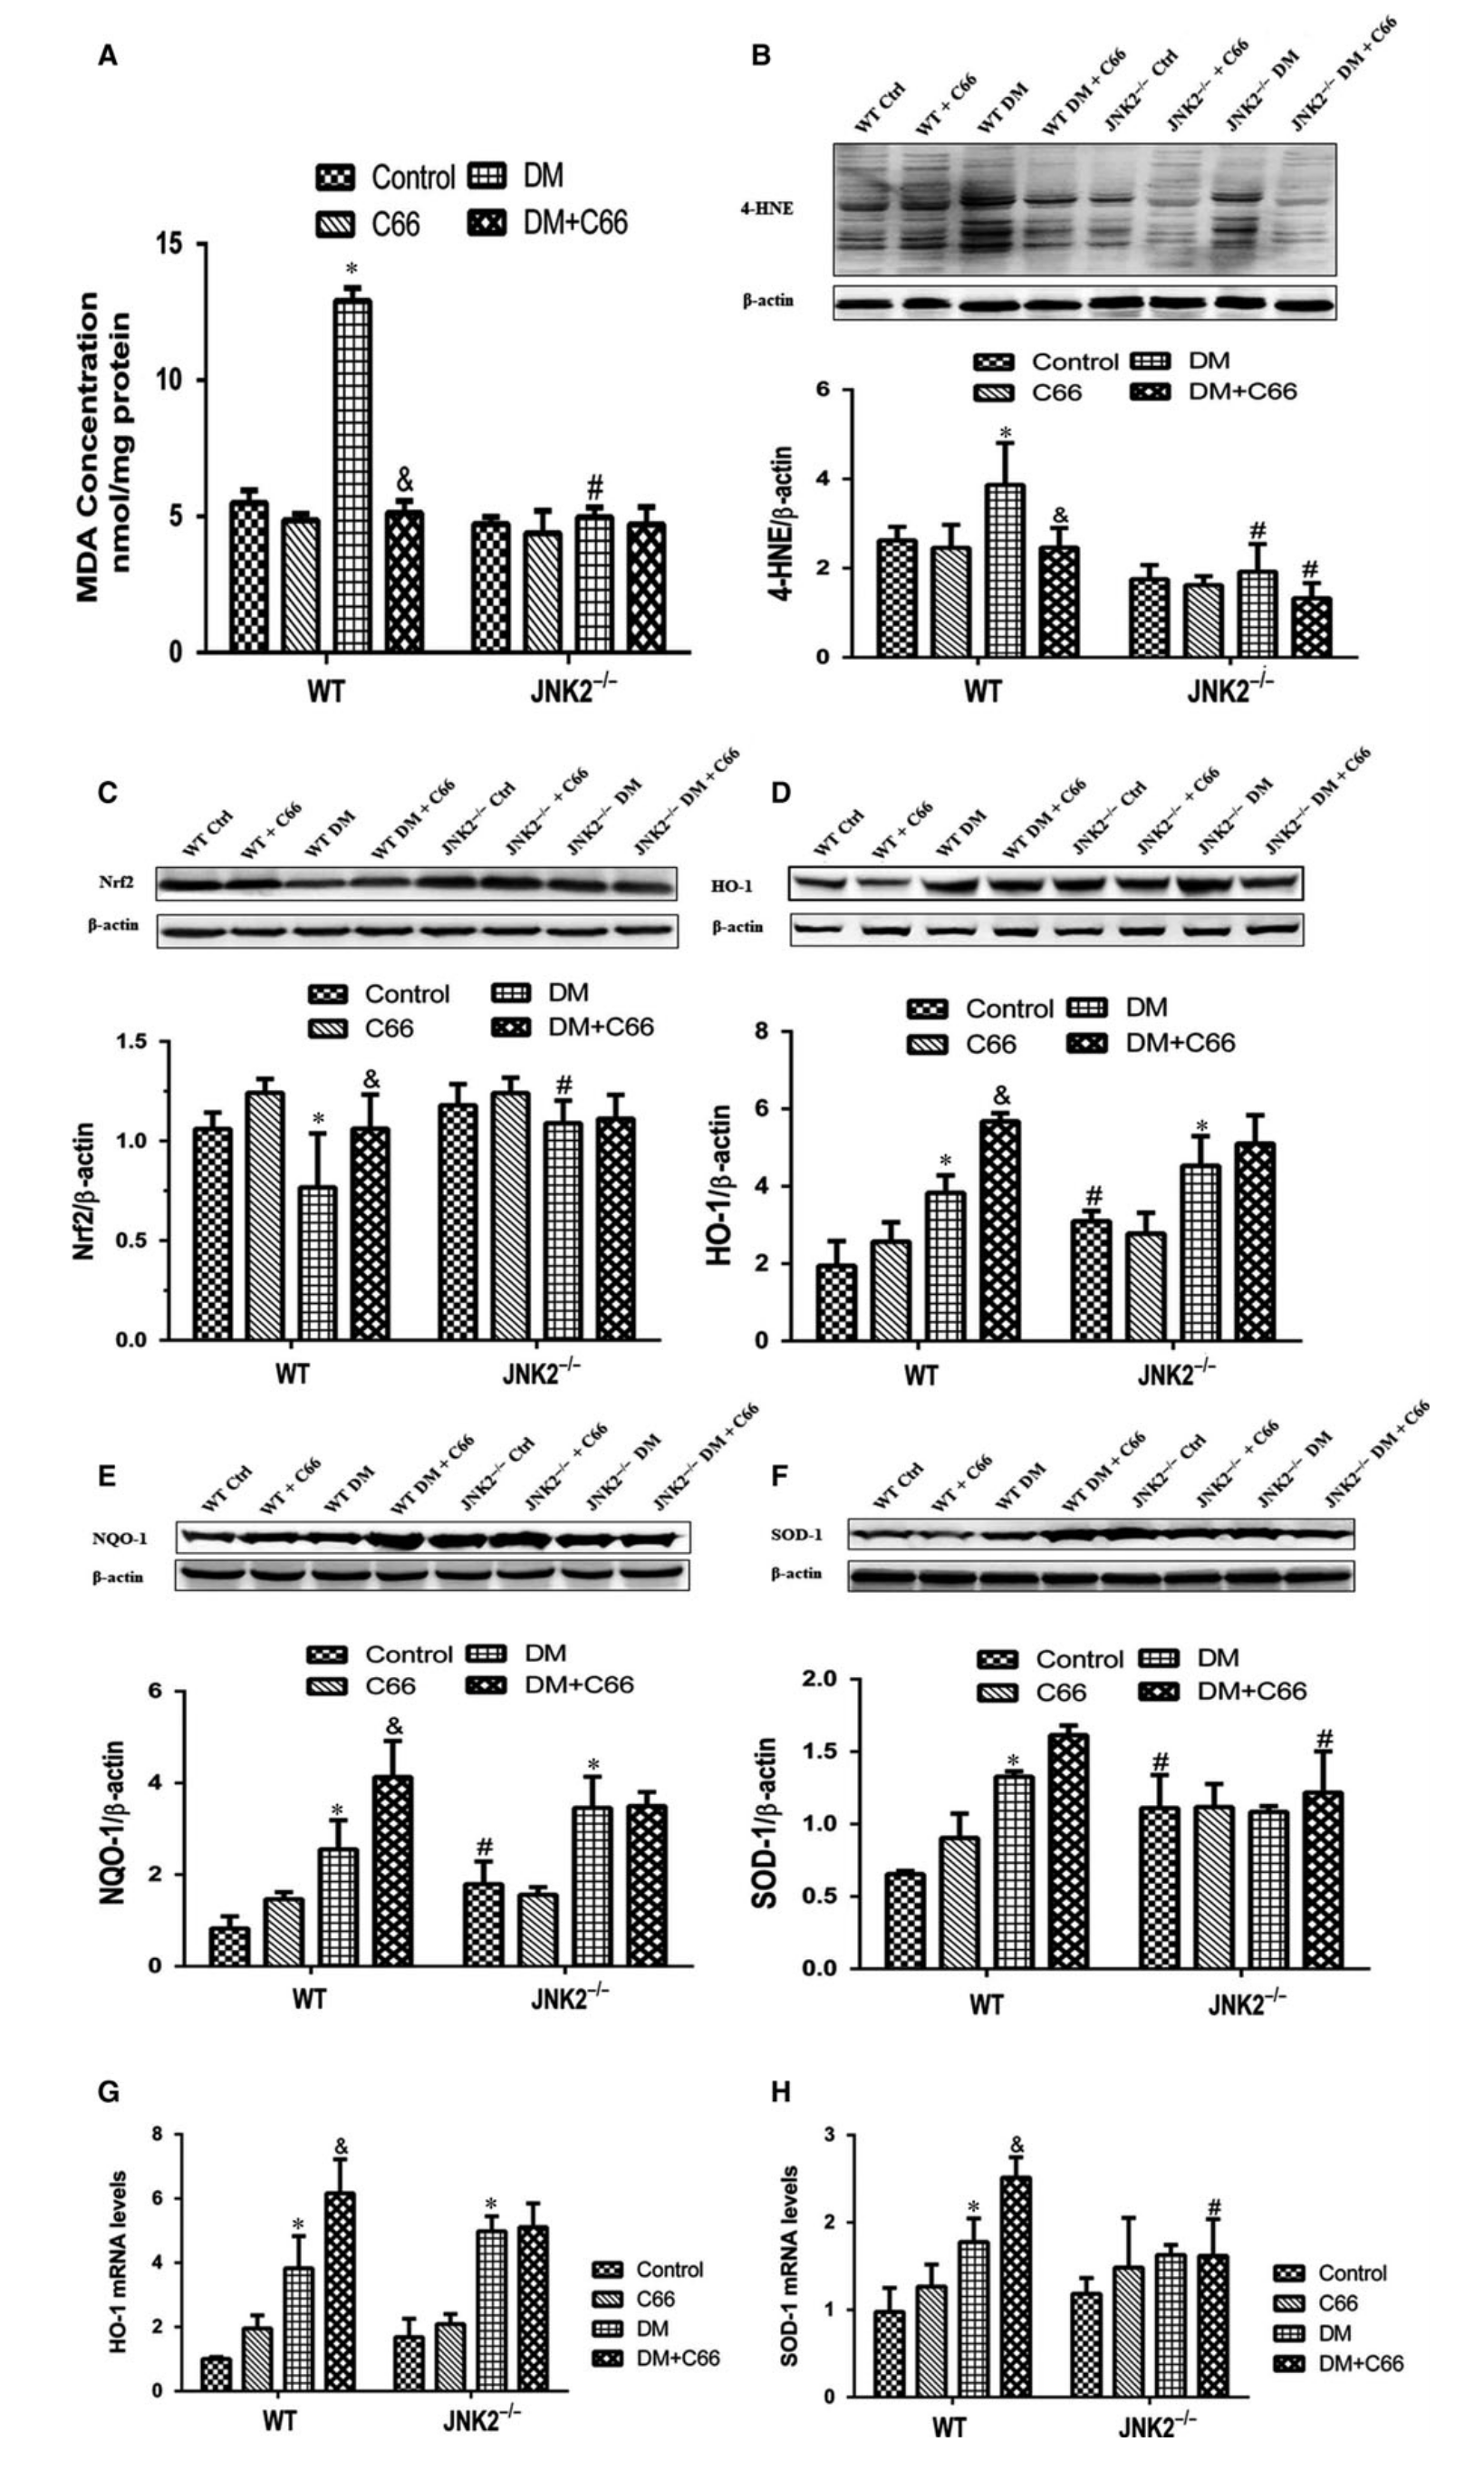 A
Control DM
C66 DM+C66
*
&
#
MDA Concentration
nmol/mg protein
15
10
5
0
WT JNK2⁻/⁻
B
WT Ctrl WT + C66 WT DM WT DM + C66 JNK2⁻/⁻ Ctrl JNK2⁻/⁻ + C66 JNK2⁻/⁻ DM JNK2⁻/⁻ DM + C66
4-HNE
β-actin
Control DM
C66 DM+C66
*
&
#
#
4-HNE/β-actin
6
4
2
0
WT JNK2⁻/⁻
C
WT Ctrl WT + C66 WT DM WT DM + C66 JNK2⁻/⁻ Ctrl JNK2⁻/⁻ + C66 JNK2⁻/⁻ DM JNK2⁻/⁻ DM + C66
Nrf2
β-actin
Control DM
C66 DM+C66
*
&
#
Nrf2/β-actin
1.5
1.0
0.5
0.0
WT JNK2⁻/⁻
D
WT Ctrl WT + C66 WT DM WT DM + C66 JNK2⁻/⁻ Ctrl JNK2⁻/⁻ + C66 JNK2⁻/⁻ DM JNK2⁻/⁻ DM + C66
HO-1
β-actin
Control DM
C66 DM+C66
*
&
#
*
HO-1/β-actin
8
6
4
2
0
WT JNK2⁻/⁻
E
WT Ctrl WT + C66 WT DM WT DM + C66 JNK2⁻/⁻ Ctrl JNK2⁻/⁻ + C66 JNK2⁻/⁻ DM JNK2⁻/⁻ DM + C66
NQO-1
β-actin
Control DM
C66 DM+C66
*
&
#
*
NQO-1/β-actin
6
4
2
0
WT JNK2⁻/⁻
F
WT Ctrl WT + C66 WT DM WT DM + C66 JNK2⁻/⁻ Ctrl JNK2⁻/⁻ + C66 JNK2⁻/⁻ DM JNK2⁻/⁻ DM + C66
SOD-1
β-actin
Control DM
C66 DM+C66
*
#
#
SOD-1/β-actin
2.0
1.5
1.0
0.5
0.0
WT JNK2⁻/⁻
G
*
&
*
HO-1 mRNA levels
8
6
4
2
0
WT JNK2⁻/⁻
Control
C66
DM
DM+C66
H
*
&
#
SOD-1 mRNA levels
3
2
1
0
WT JNK2⁻/⁻
Control
C66
DM
DM+C66